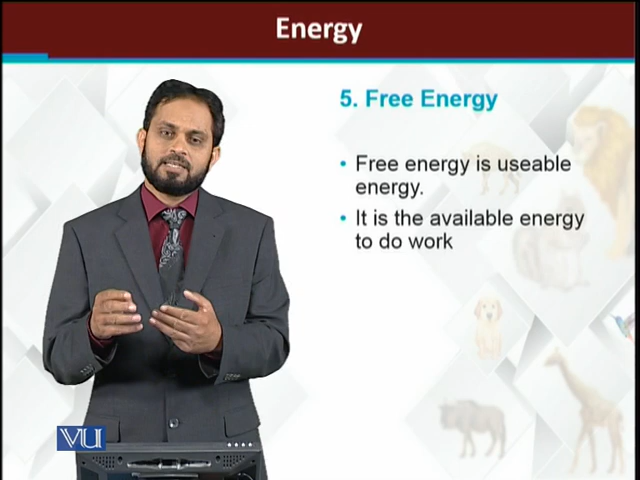 Energy
5. Free Energy
• Free energy is useable
energy.
• It is the available energy
to do work
VU